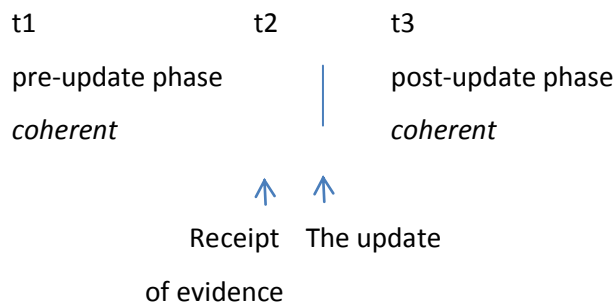 t1 t2 t3
pre-update phase post-update phase
coherent coherent
Receipt The update
of evidence